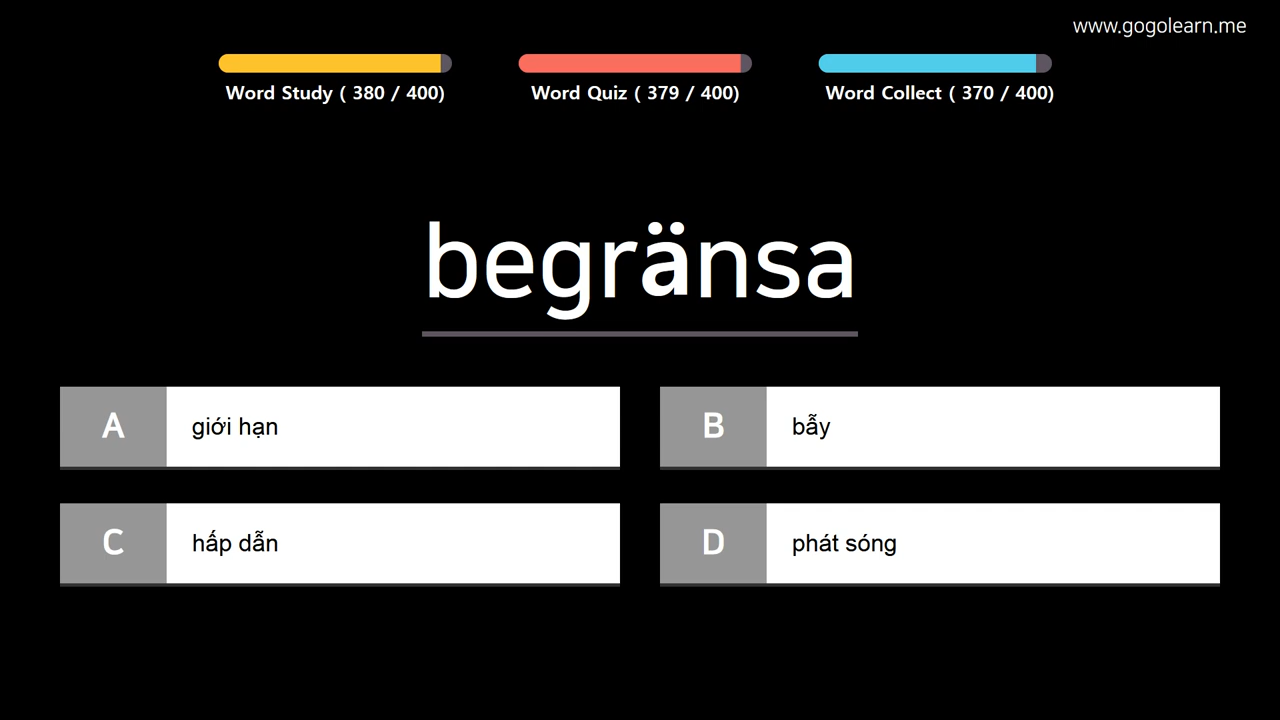 www.gogolearn.me
Word Study ( 380 / 400)
Word Quiz ( 379 / 400)
Word Collect ( 370 / 400)
begränsa
A
giới hạn
B
bẫy
C
hấp dẫn
D
phát sóng